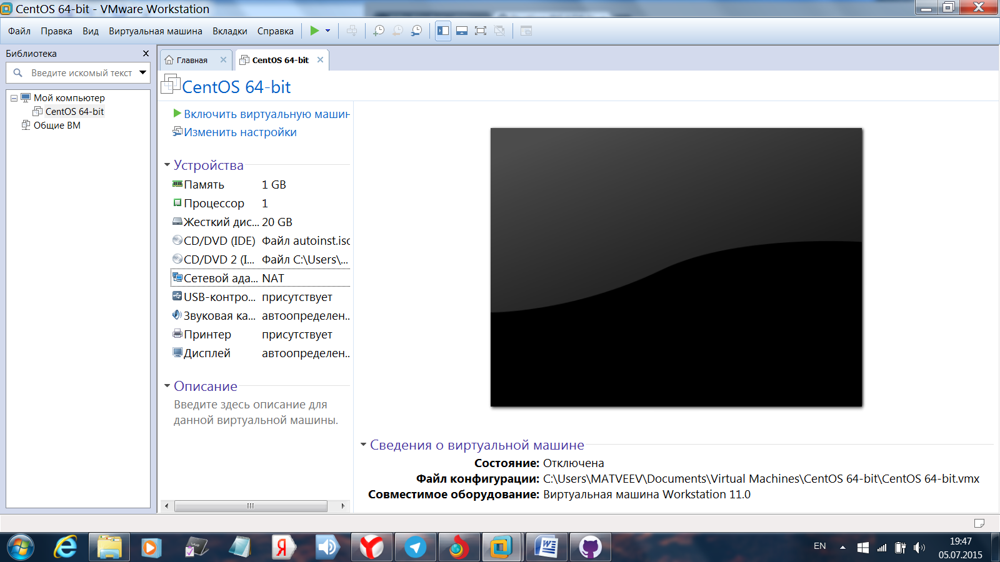 CentOS 64-bit - VMware Workstation
Файл Правка Вид Виртуальная машина Вкладки Справка
Библиотека
Введите искомый текст
Мой компьютер
CentOS 64-bit
Общие ВМ
Главная
CentOS 64-bit
CentOS 64-bit
Включить виртуальную машин
Изменить настройки
Устройства
Память 1 GB
Процессор 1
Жесткий дис... 20 GB
CD/DVD (IDE) Файл autoinst.isc
CD/DVD 2 (I... Файл C:\Users\...
Сетевой ада... NAT
USB-контро... присутствует
Звуковая ка... автоопределен..
Принтер присутствует
Дисплей автоопределен..
Описание
Введите здесь описание для
данной виртуальной машины.
Сведения о виртуальной машине
Состояние: Отключена
Файл конфигурации: C:\Users\MATVEEV\Documents\Virtual Machines\CentOS 64-bit\CentOS 64-bit.vmx
Совместимое оборудование: Виртуальная машина Workstation 11.0
EN
19:47
05.07.2015